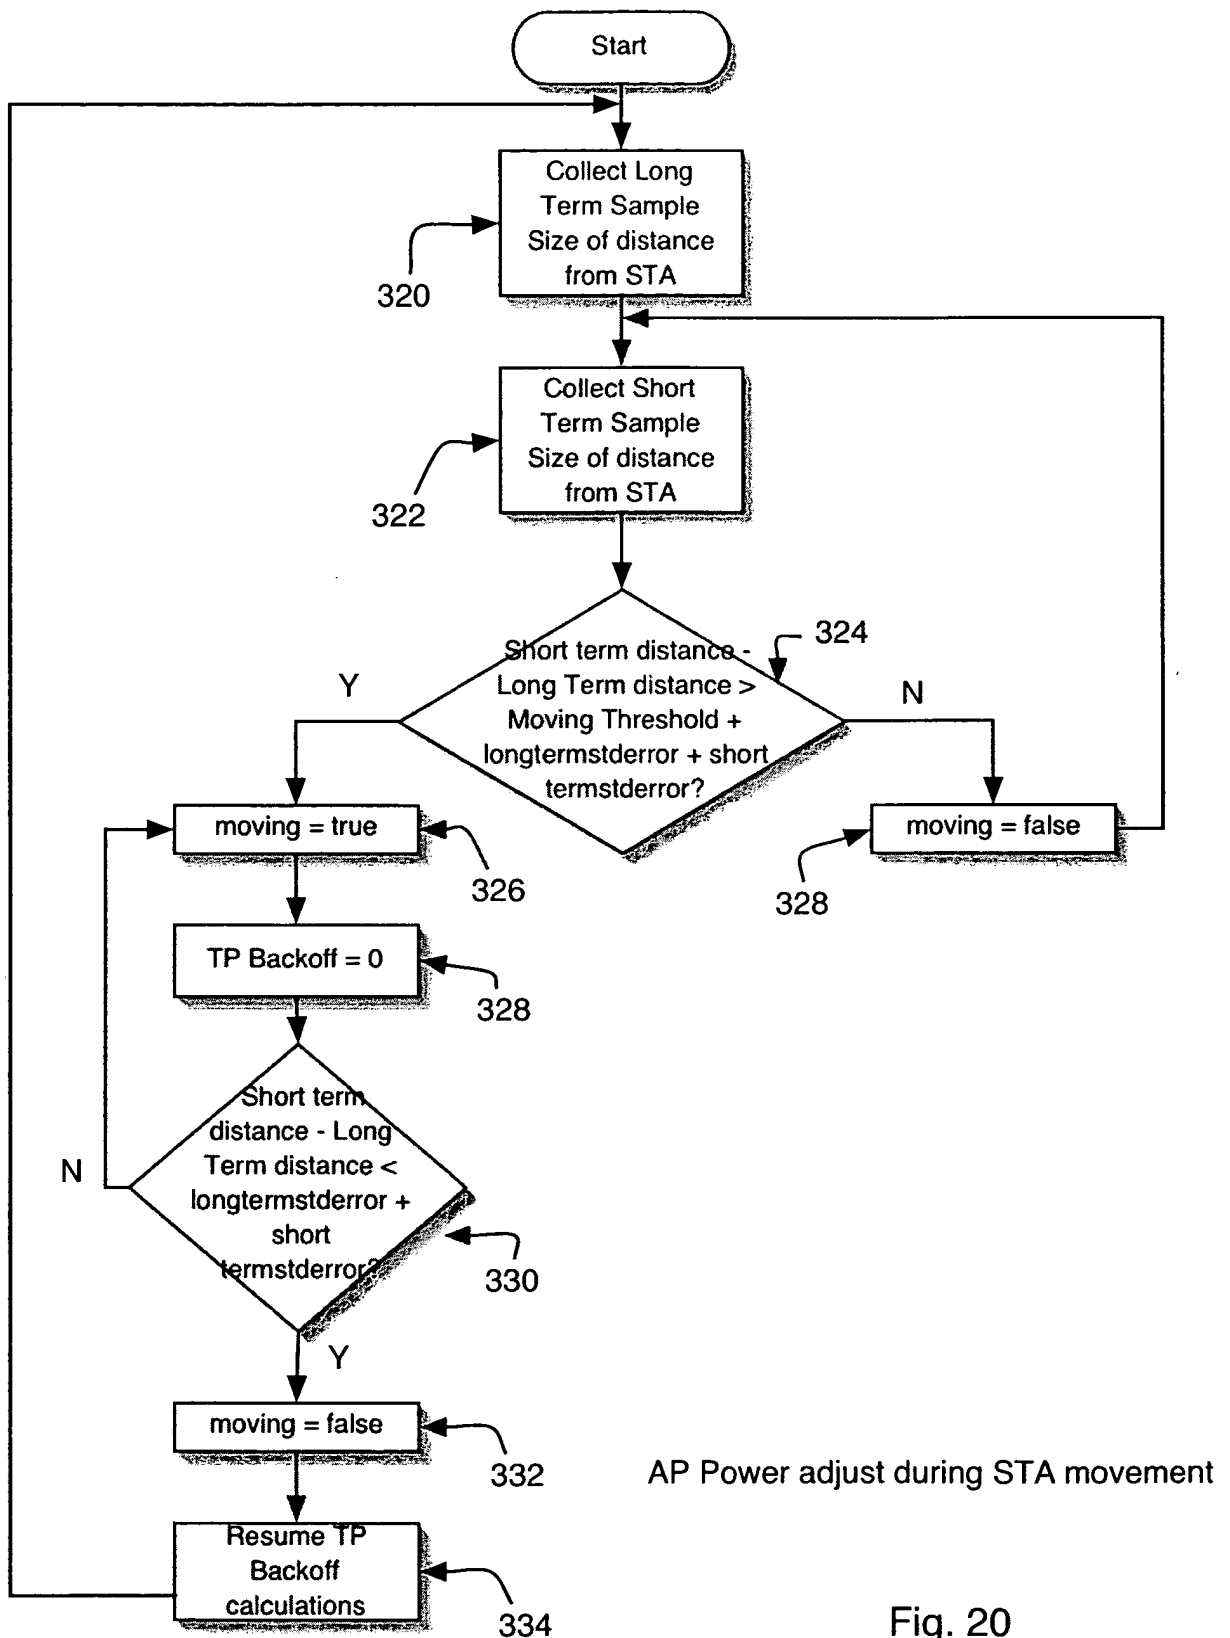 Start
Collect Long
Term Sample
Size of distance
from STA
320
Collect Short
Term Sample
Size of distance
from STA
322
Short term distance -
Long Term distance >
Moving Threshold +
longtermstderror + short
termstderror?
324
Y
N
moving = true
326
moving = false
328
TP Backoff = 0
328
Short term
distance - Long
Term distance <
longtermstderror +
short
termstderror?
N
330
Y
moving = false
332
AP Power adjust during STA movement
Resume TP
Backoff
calculations
334
Fig. 20